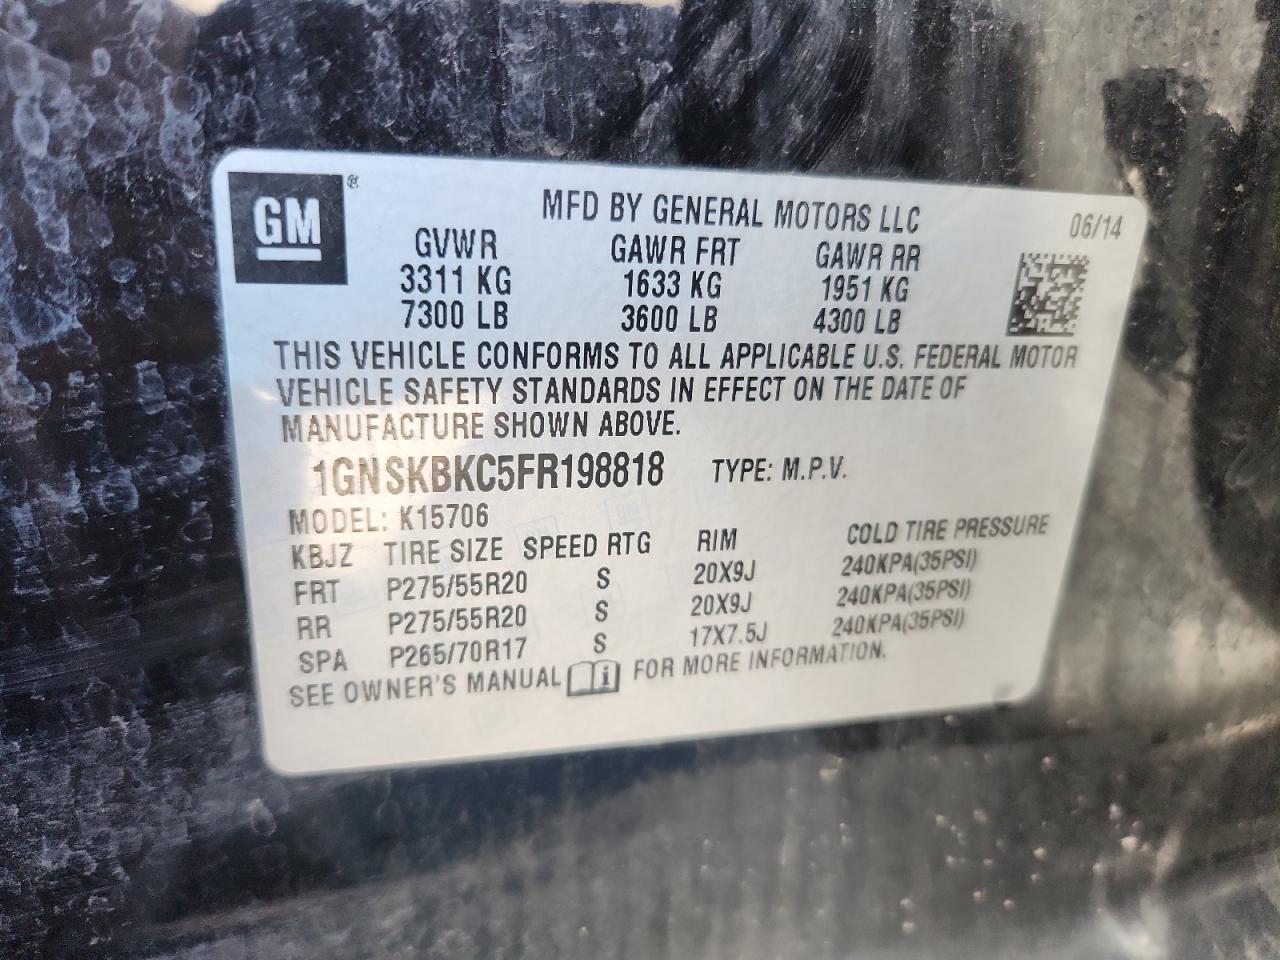 GM®
MFD BY GENERAL MOTORS LLC 06/14
GVWR GAWR FRT GAWR RR
3311 KG 1633 KG 1951 KG
7300 LB 3600 LB 4300 LB
THIS VEHICLE CONFORMS TO ALL APPLICABLE U.S. FEDERAL MOTOR
VEHICLE SAFETY STANDARDS IN EFFECT ON THE DATE OF
MANUFACTURE SHOWN ABOVE.
1GNSKBKC5FR198818 TYPE: M.P.V.
MODEL: K15706
KBJZ TIRE SIZE SPEED RTG RIM COLD TIRE PRESSURE
FRT P275/55R20 S 20X9J 240KPA(35PSI)
RR P275/55R20 S 20X9J 240KPA(35PSI)
SPA P265/70R17 S 17X7.5J 240KPA(35PSI)
SEE OWNER'S MANUAL FOR MORE INFORMATION.